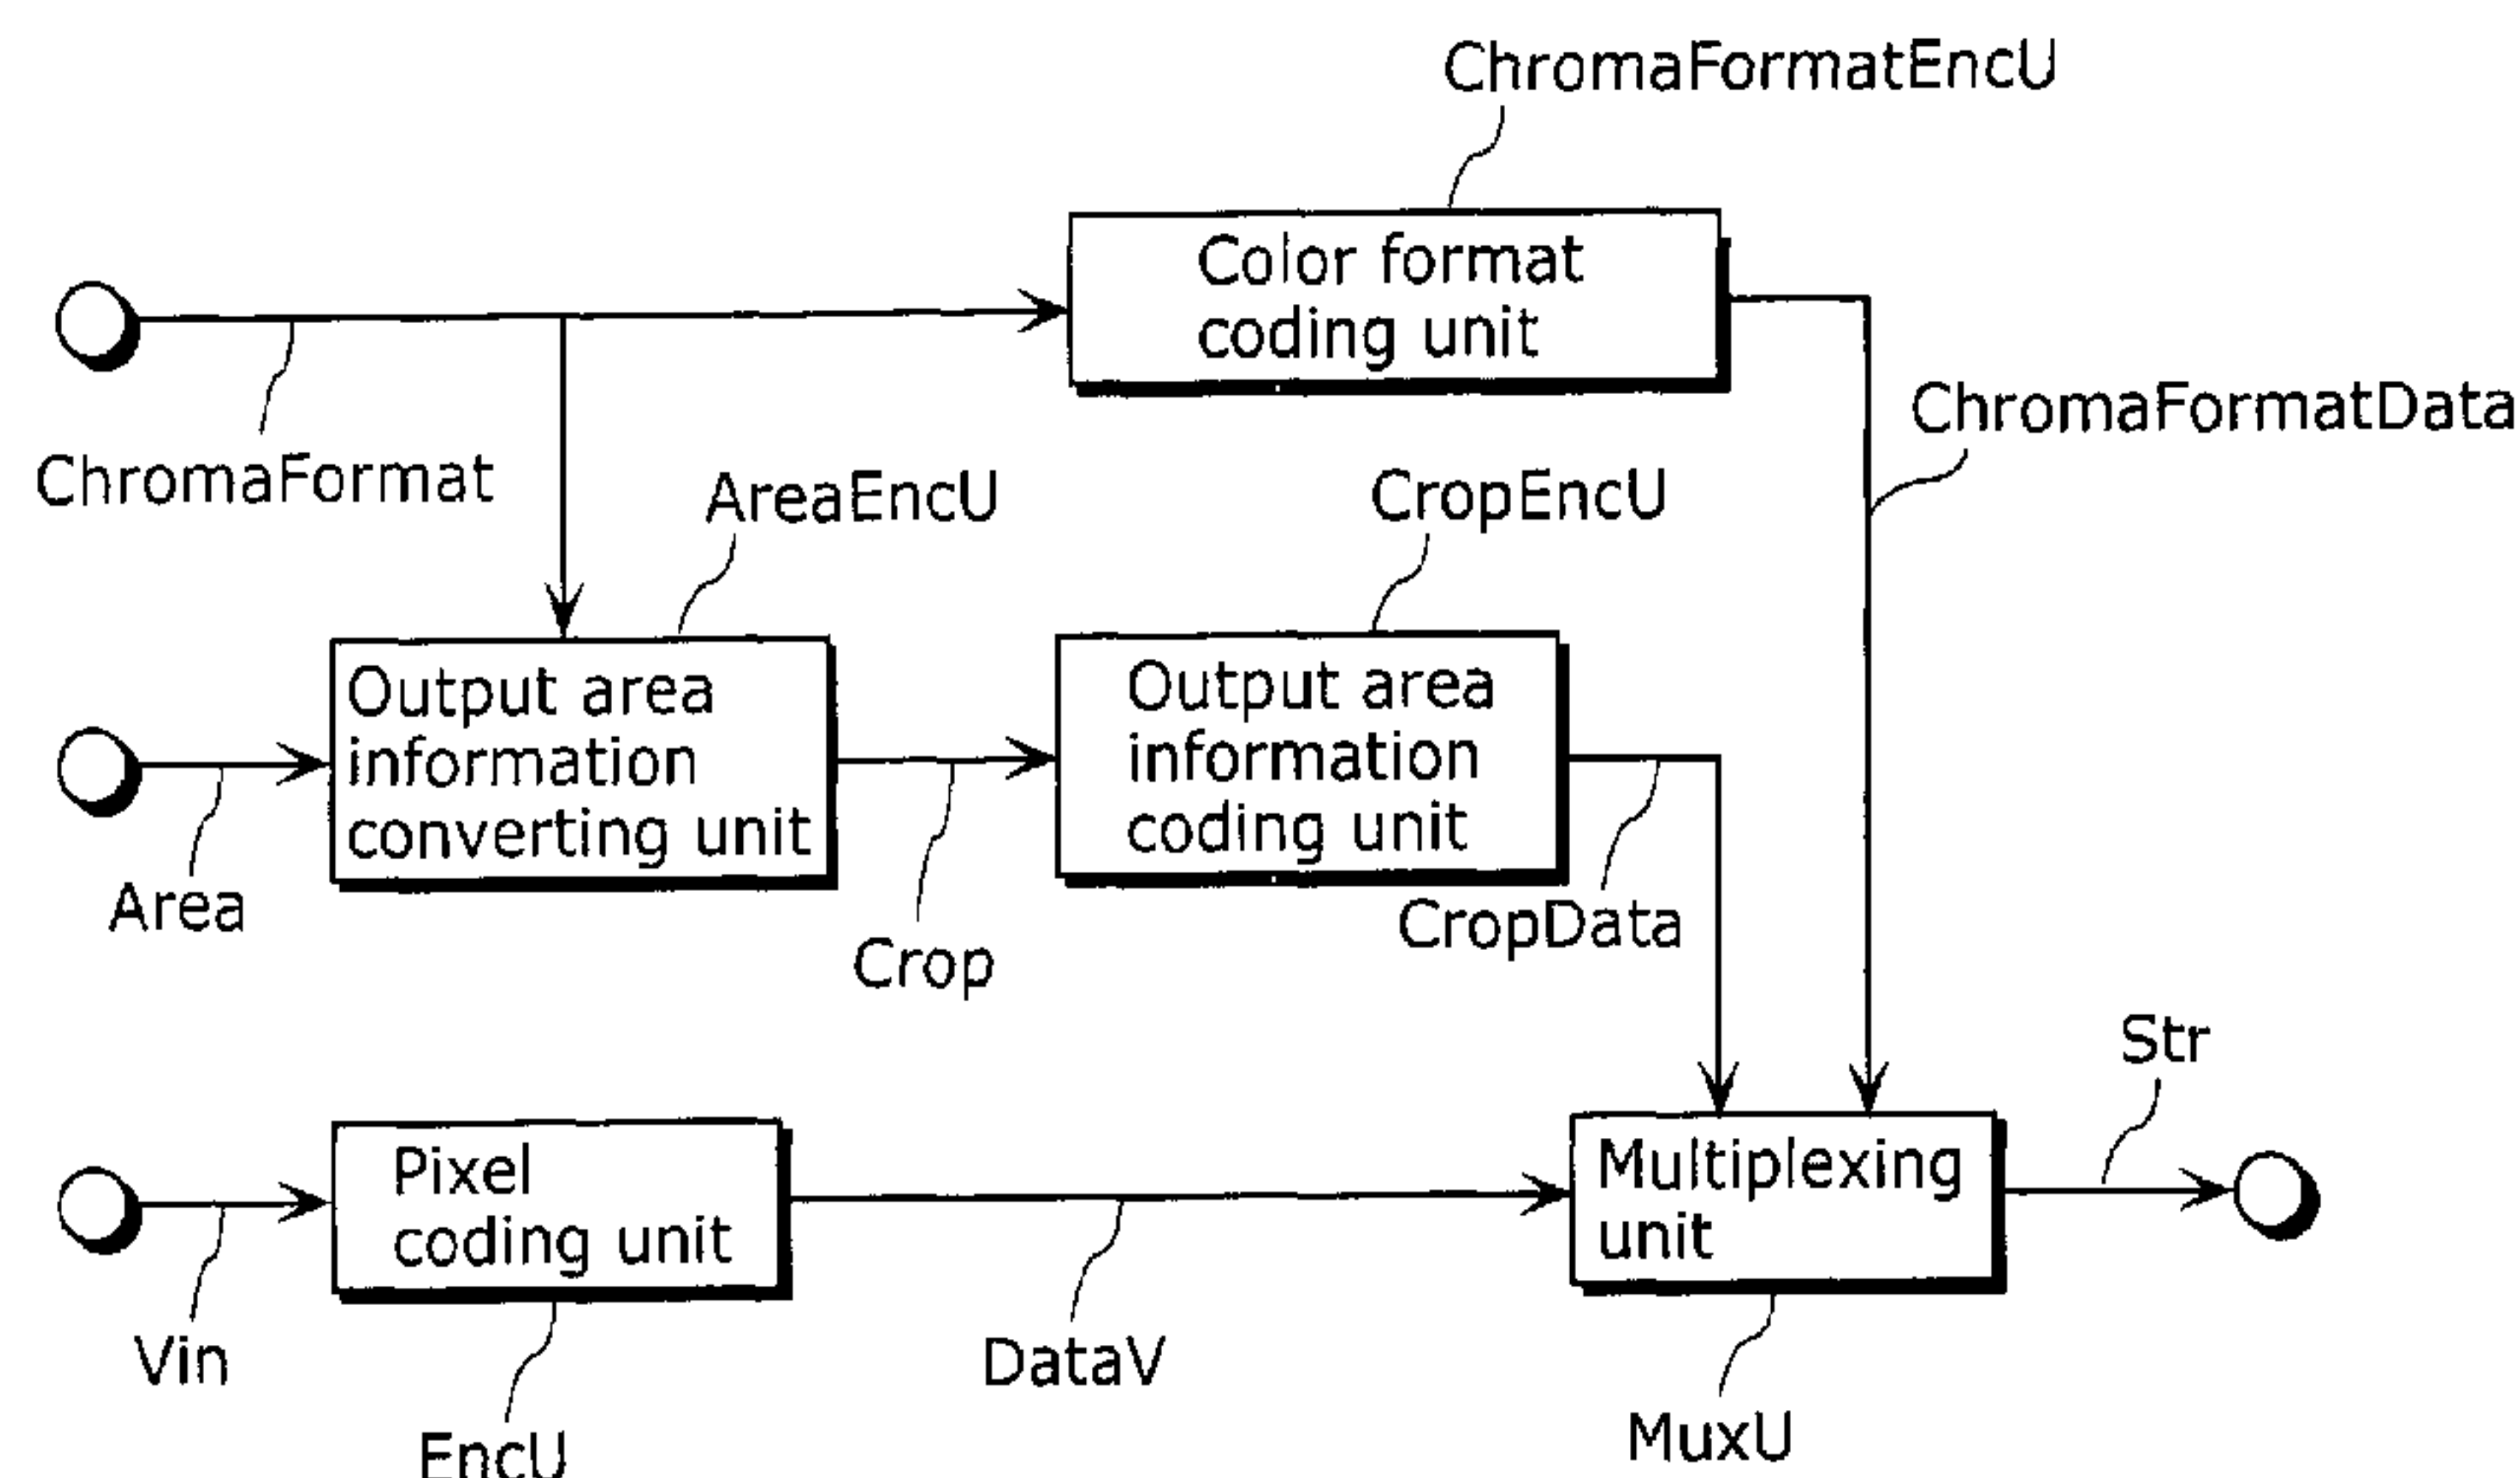 ChromaFormatEncU
Color format
coding unit
ChromaFormatData
ChromaFormat
AreaEncU
CropEncU
Output area
information
converting unit
Output area
information
coding unit
Area
Crop
CropData
Str
Pixel
coding unit
Multiplexing
unit
Vin
DataV
EncU
MuxU